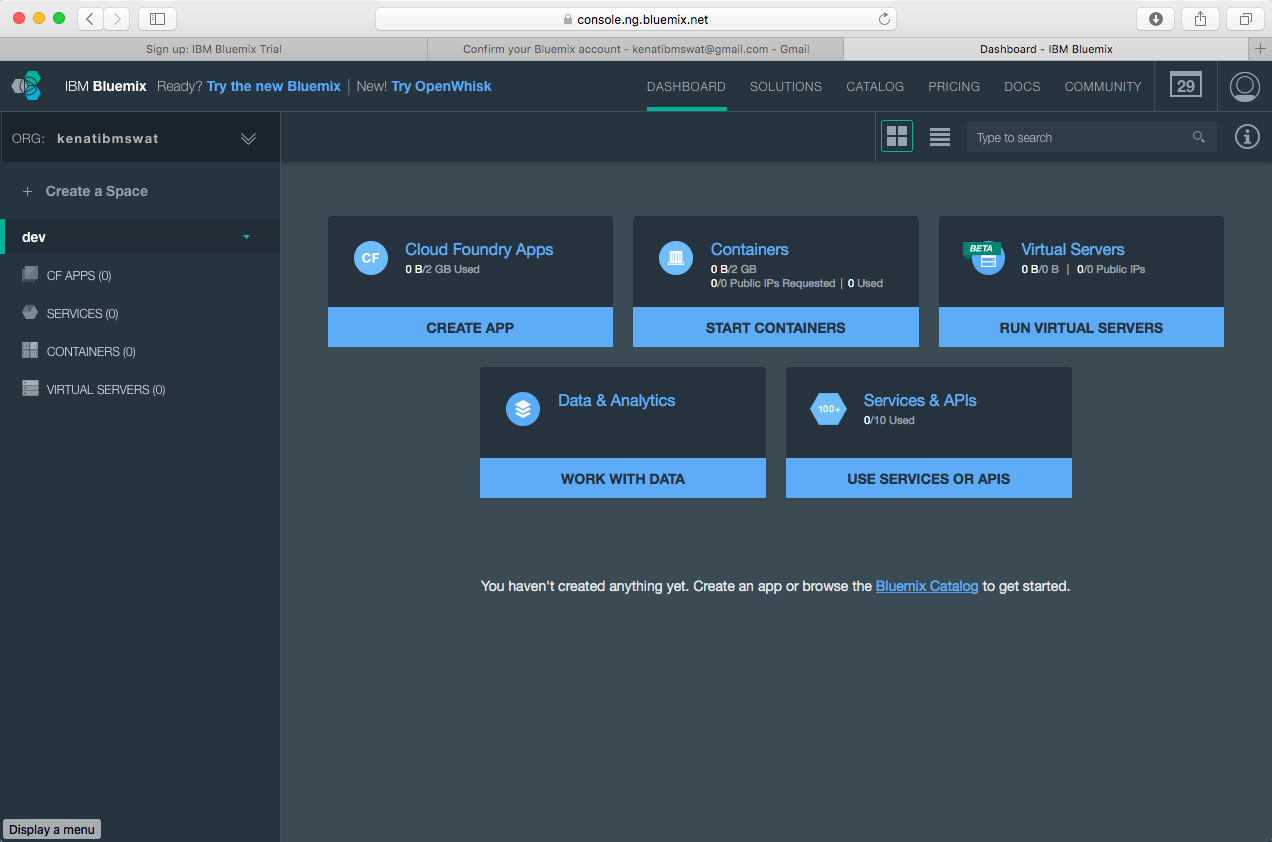 console.ng.bluemix.net
Sign up: IBM Bluemix Trial
Confirm your Bluemix account - kenatibmswat@gmail.com - Gmail
Dashboard - IBM Bluemix
IBM Bluemix Ready? Try the new Bluemix | New! Try OpenWhisk
DASHBOARD SOLUTIONS CATALOG PRICING DOCS COMMUNITY 29
ORG: kenatibmswat
Type to search
+ Create a Space
dev
CF APPS (0)
SERVICES (0)
CONTAINERS (0)
VIRTUAL SERVERS (0)
CF
Cloud Foundry Apps
0 B/2 GB Used
CREATE APP
Containers
0 B/2 GB
0/0 Public IPs Requested | 0 Used
START CONTAINERS
BETA
Virtual Servers
0 B/0 B | 0/0 Public IPs
RUN VIRTUAL SERVERS
Data & Analytics
WORK WITH DATA
100+
Services & APIs
0/10 Used
USE SERVICES OR APIS
You haven't created anything yet. Create an app or browse the Bluemix Catalog to get started.
Display a menu